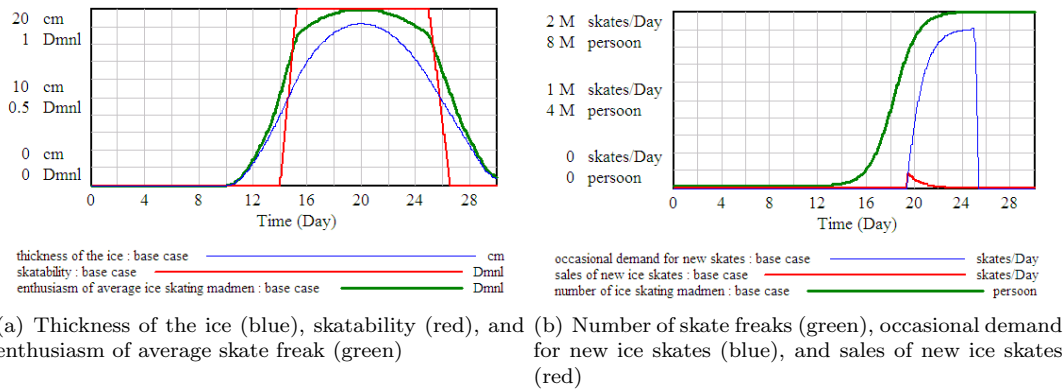 20 cm
1 Dmnl
10 cm
0.5 Dmnl
0 cm
0 Dmnl
0 4 8 12 16 20 24 28
Time (Day)
thickness of the ice : base case cm
skatability : base case Dmnl
enthusiasm of average ice skating madmen : base case Dmnl
(a) Thickness of the ice (blue), skatability (red), and
enthusiasm of average skate freak (green)
2 M skates/Day
8 M persoon
1 M skates/Day
4 M persoon
0 skates/Day
0 persoon
0 4 8 12 16 20 24 28
Time (Day)
occasional demand for new skates : base case skates/Day
sales of new ice skates : base case skates/Day
number of ice skating madmen : base case persoon
(b) Number of skate freaks (green), occasional demand
for new ice skates (blue), and sales of new ice skates
(red)